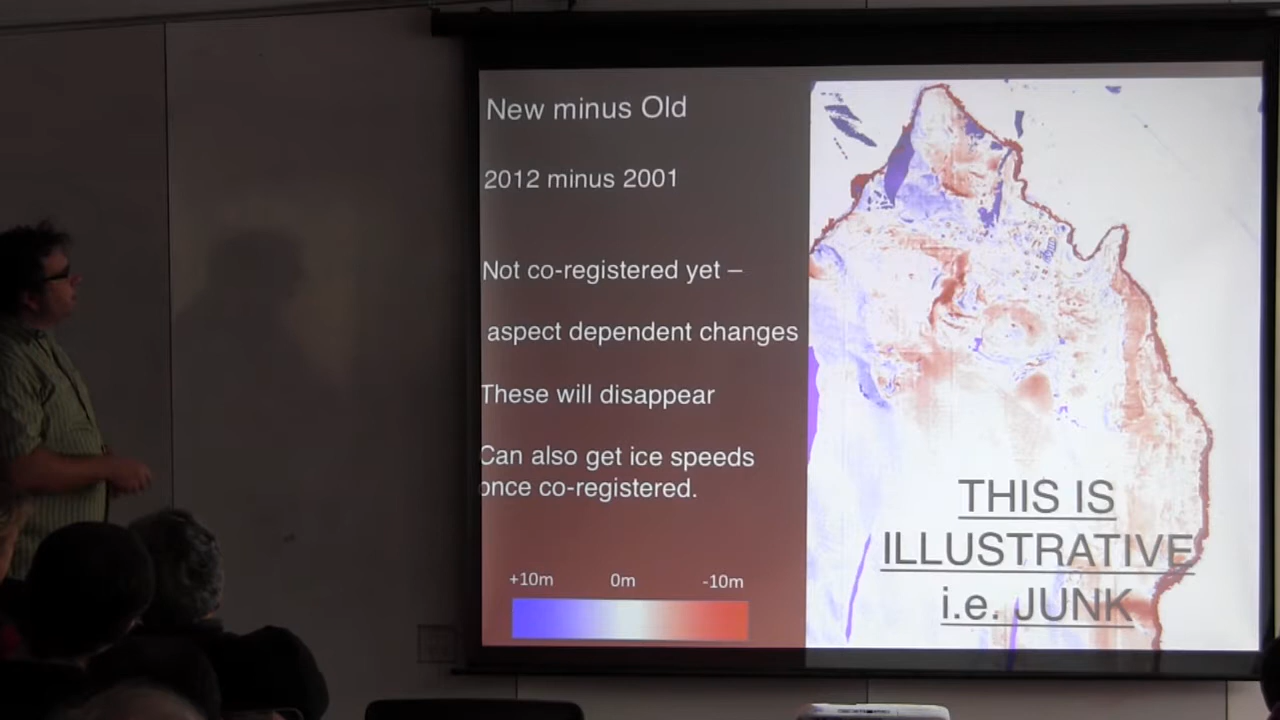 New minus Old
2012 minus 2001
Not co-registered yet –
aspect dependent changes
These will disappear
Can also get ice speeds
once co-registered.
+10m 0m -10m
THIS IS
ILLUSTRATIVE
i.e. JUNK